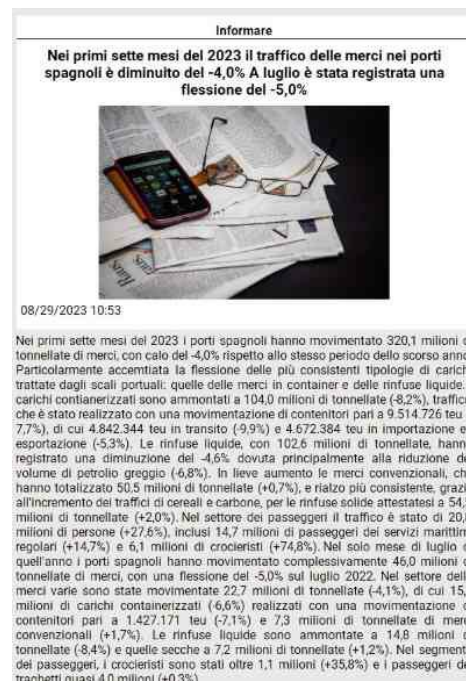 Informare
Nei primi sette mesi del 2023 il traffico delle merci nei porti
spagnoli è diminuito del -4,0% A luglio è stata registrata una
flessione del -5,0%
08/29/2023 10:53
Nei primi sette mesi del 2023 i porti spagnoli hanno movimentato 320,1 milioni d
tonnellate di merci, con calo del -4,0% rispetto allo stesso periodo dello scorso anno
Particolarmente accemtiata la flessione delle più consistenti tipologie di carich
trattate dagli scali portuali: quelle delle merci in container e delle rinfuse liquide.
carichi contianerizzati sono ammontati a 104,0 milioni di tonnellate (-8,2%), traffico
che è stato realizzato con una movimentazione di contenitori pari a 9.514.726 teu
7,7%), di cui 4.842.344 teu in transito (-9,9%) e 4.672.384 teu in importazione e
esportazione (-5,3%). Le rinfuse liquide, con 102,6 milioni di tonnellate, hann
registrato una diminuzione del -4,6% dovuta principalmente alla riduzione de
volume di petrolio greggio (-6,8%). In lieve aumento le merci convenzionali, ch
hanno totalizzato 50,5 milioni di tonnellate (+0,7%), e rialzo più consistente, grazi
all'incremento dei traffici di cereali e carbone, per le rinfuse solide attestatesi a 54,
milioni di tonnellate (+2,0%). Nel settore dei passeggeri il traffico è stato di 20,
milioni di persone (+27,6%), inclusi 14,7 milioni di passeggeri dei servizi marittim
regolari (+14,7%) e 6,1 milioni di crocieristi (+74,8%). Nel solo mese di luglio d
quell'anno i porti spagnoli hanno movimentato complessivamente 46,0 milioni d
tonnellate di merci, con una flessione del -5,0% sul luglio 2022. Nel settore dell
merci varie sono state movimentate 22,7 milioni di tonnellate (-4,1%), di cui 15,
milioni di carichi containerizzati (-6,6%) realizzati con una movimentazione d
contenitori pari a 1.427.171 teu (-7,1%) e 7,3 milioni di tonnellate di merc
convenzionali (+1,7%). Le rinfuse liquide sono ammontate a 14,8 milioni d
tonnellate (-8,4%) e quelle secche a 7,2 milioni di tonnellate (+1,2%). Nel segment
dei passeggeri, i crocieristi sono stati oltre 1,1 milioni (+35,8%) e i passeggeri de
traghetti quasi 4,0 milioni (+0,3%)